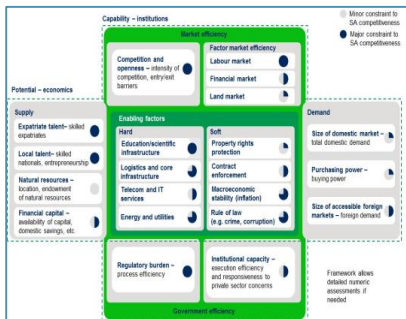 Capability – institutions
Minor constraint to
SA competitiveness
Major constraint to
SA competitiveness
Market efficiency
Competition and
openness – intensity of
competition, entry/exit
barriers
Factor market efficiency
Labour market
Financial market
Land market
Potential – economics
Supply
Expatriate talent– skilled
expatriates
Local talent– skilled
nationals, entrepreneurship
Natural resources –
location, endowment of
natural resources
Financial capital –
availability of capital,
domestic savings, etc.
Enabling factors
Hard
Education/scientific
infrastructure
Logistics and core
infrastructure
Telecom and IT
services
Energy and utilities
Soft
Property rights
protection
Contract
enforcement
Macroeconomic
stability (inflation)
Rule of law
(e.g. crime, corruption)
Demand
Size of domestic market –
total domestic demand
Purchasing power –
buying power
Size of accessible foreign
markets – foreign demand
Regulatory burden –
process efficiency
Institutional capacity –
execution efficiency
and responsiveness to
private sector concerns
Government efficiency
Framework allows
detailed numeric
assessments if
needed